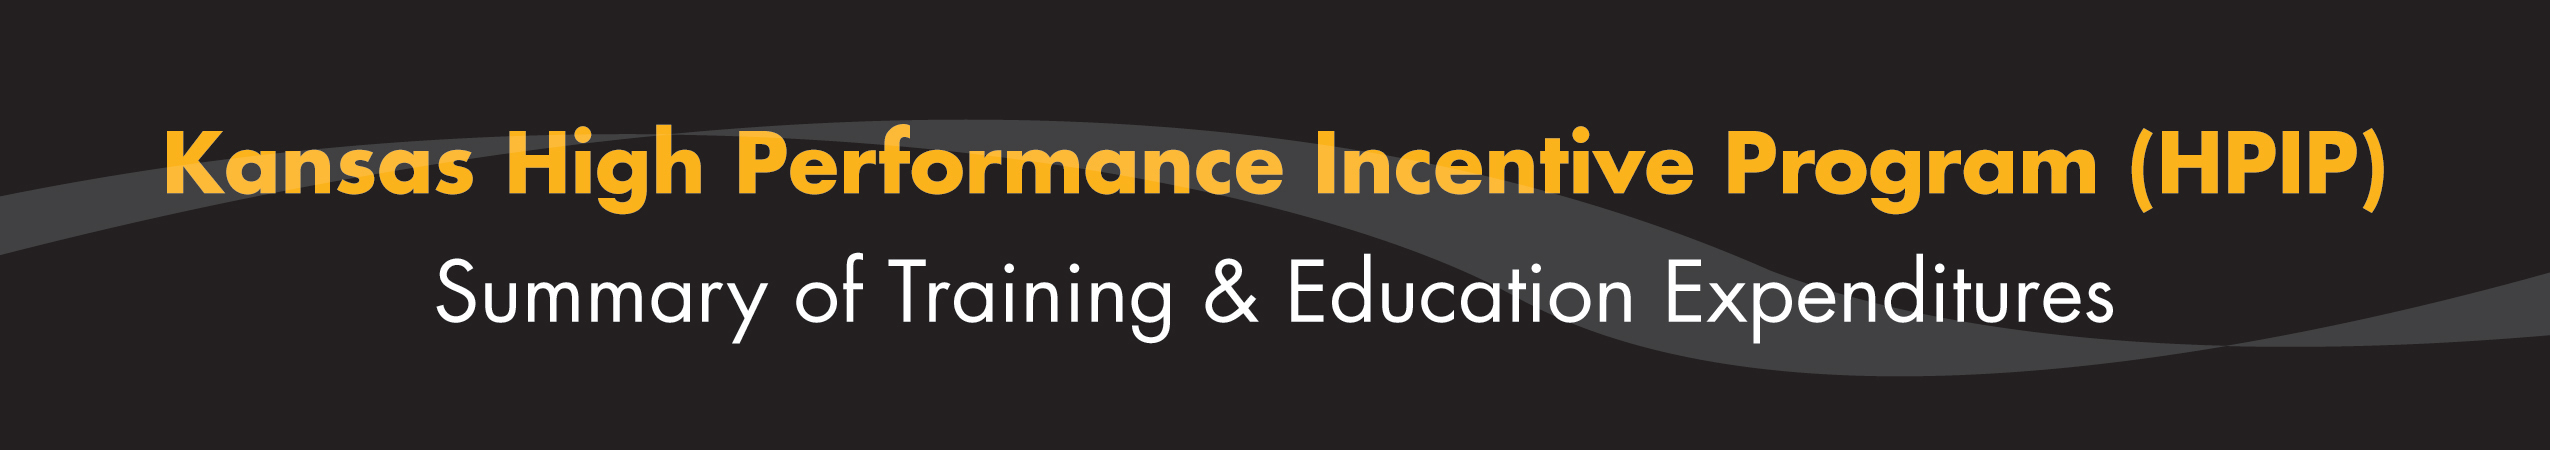 Kansas High Performance Incentive Program (HPIP)
Summary of Training & Education Expenditures